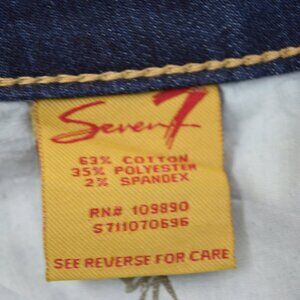 Seven7
63% COTTON
35% POLYESTER
2% SPANDEX
RN# 109890
S711070696
SEE REVERSE FOR CARE